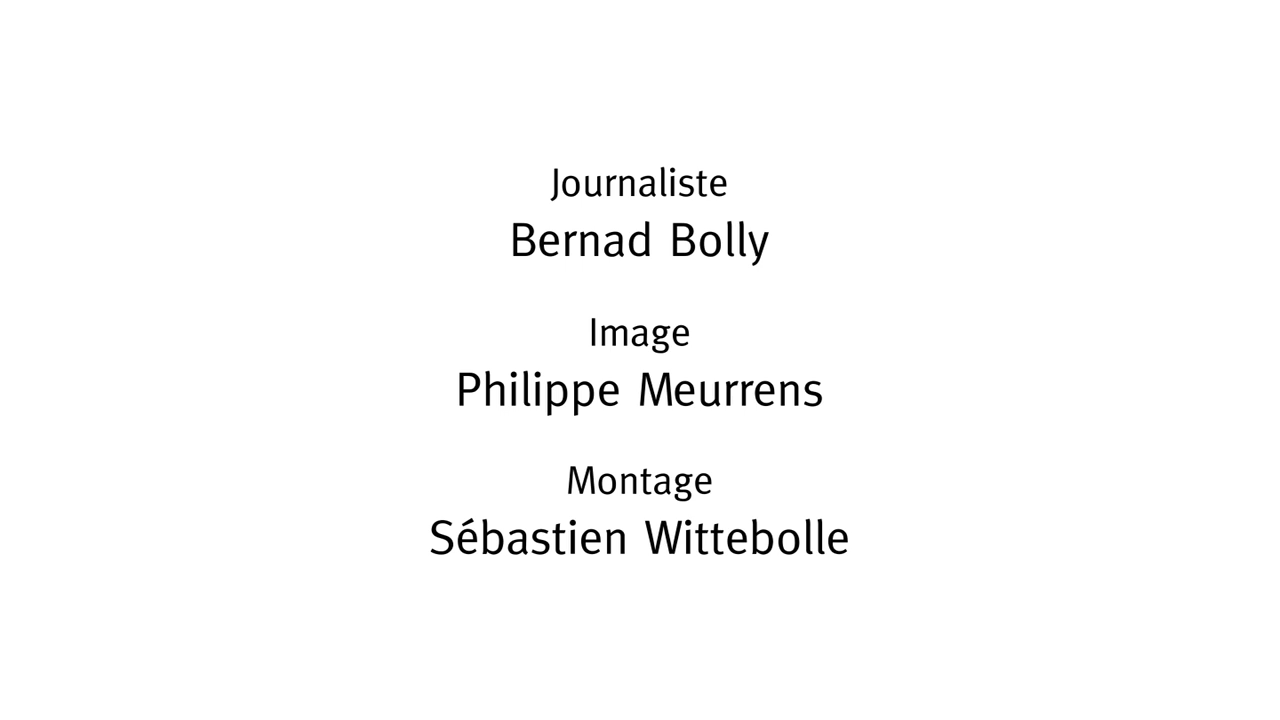 Journaliste
Bernad Bolly
Image
Philippe Meurrens
Montage
Sébastien Wittebolle